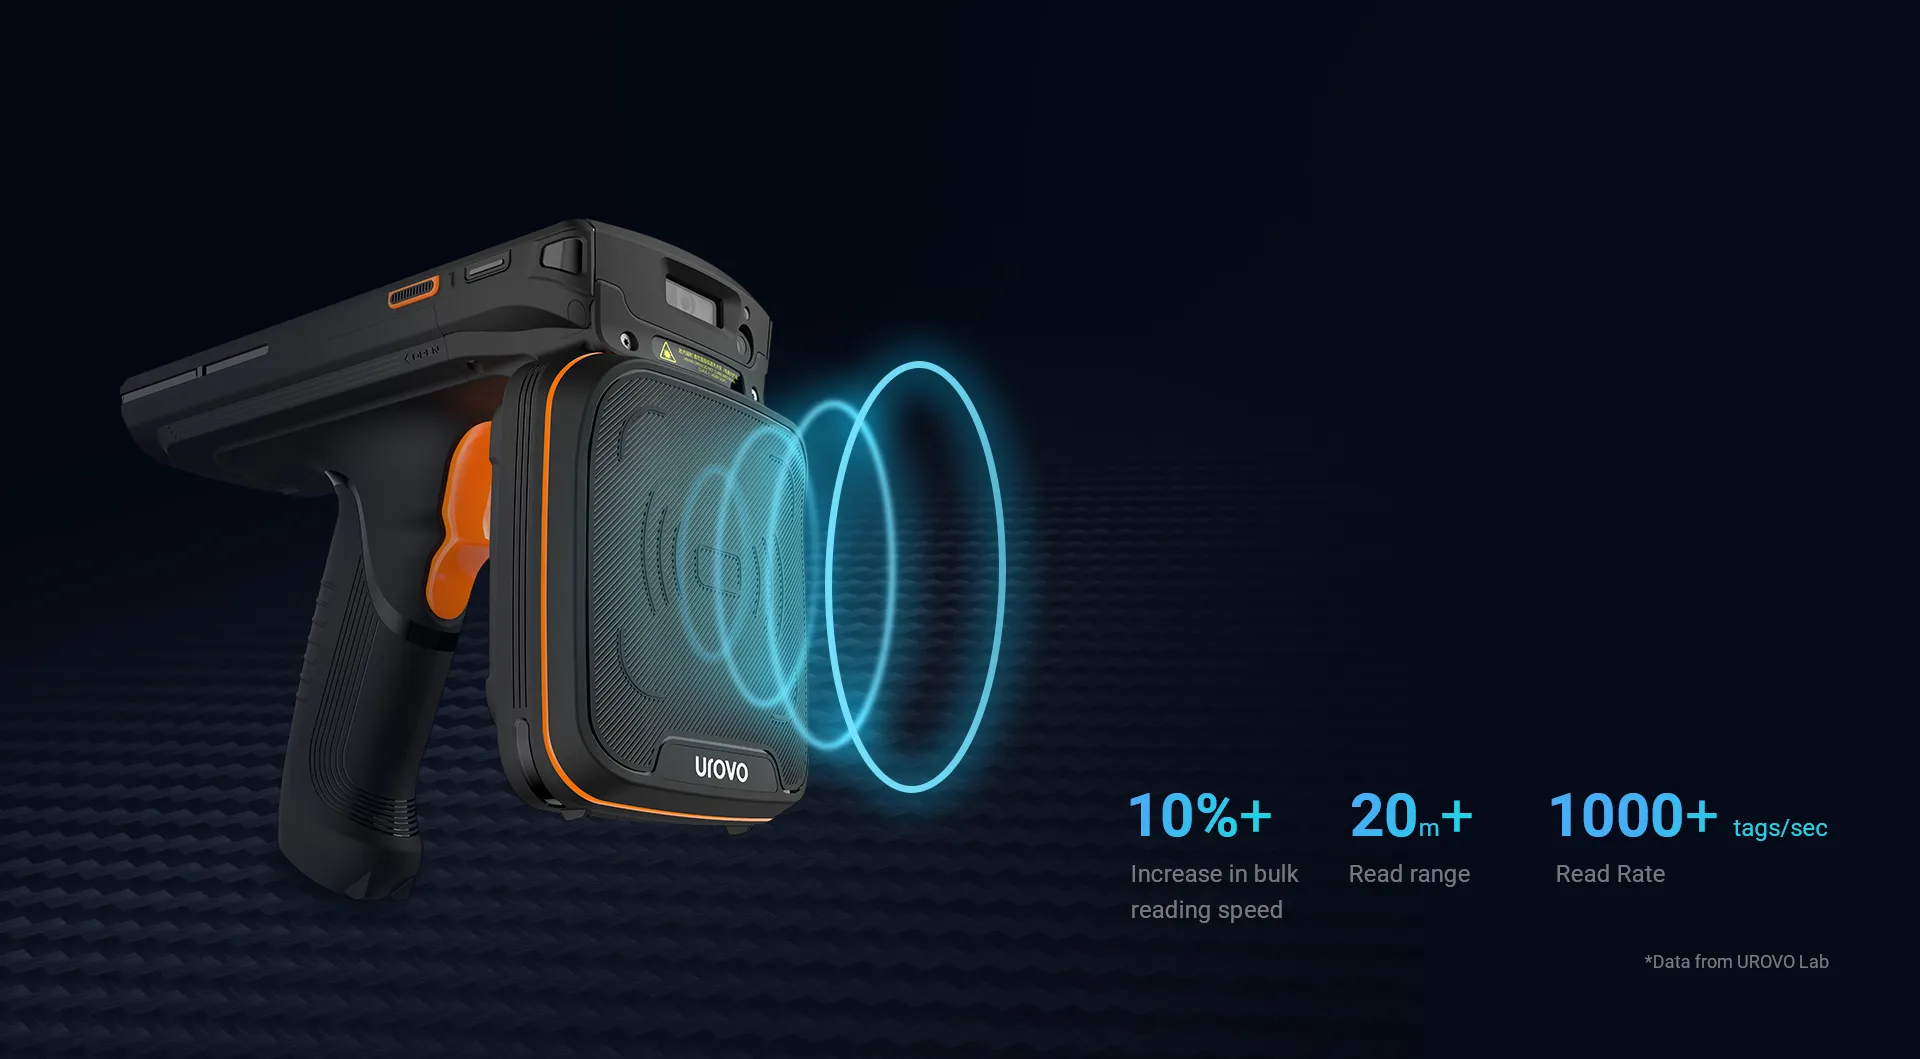 OPEN
UROVO
10%+
Increase in bulk
reading speed
20m+
Read range
1000+ tags/sec
Read Rate
*Data from UROVO Lab